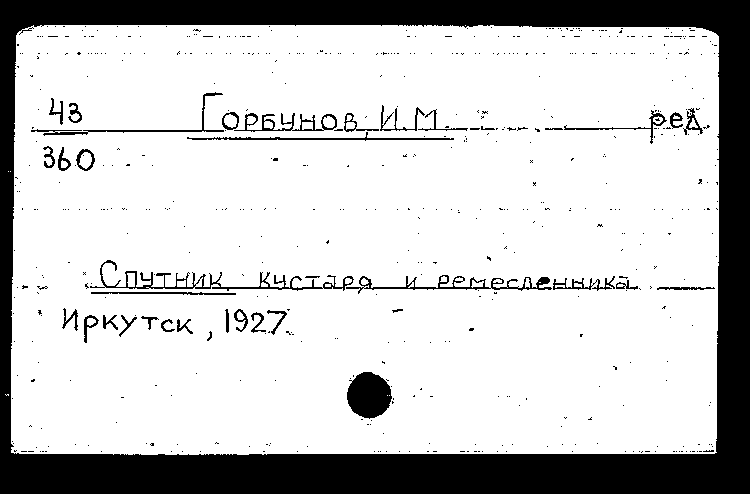 43 Горбунов, И.М. ред.
360
Спутник кустаря и ремесленника
Иркутск, 1927.